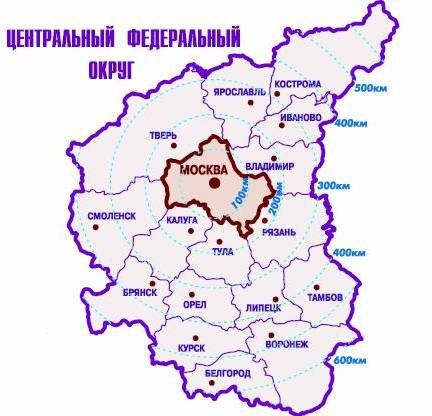 ЦЕНТРАЛЬНЫЙ ФЕДЕРАЛЬНЫЙ
ОКРУГ
ЯРОСЛАВЛЬ
КОСТРОМА
500км
ИВАНОВО
400км
ТВЕРЬ
ВЛАДИМИР
МОСКВА
100км
200км
300км
СМОЛЕНСК
КАЛУГА
РЯЗАНЬ
ТУЛА
400км
БРЯНСК
ОРЕЛ
ЛИПЕЦК
ТАМБОВ
КУРСК
ВОРОНЕЖ
600км
БЕЛГОРОД